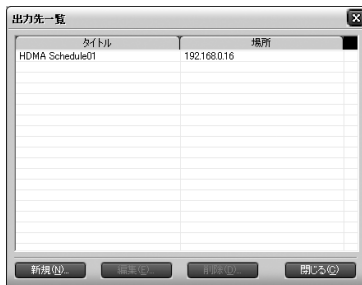 出力先一覧
タイトル 場所
HDMA Schedule01 192.168.0.16
新規(N)... 編集(E)... 削除(D)... 閉じる(C)